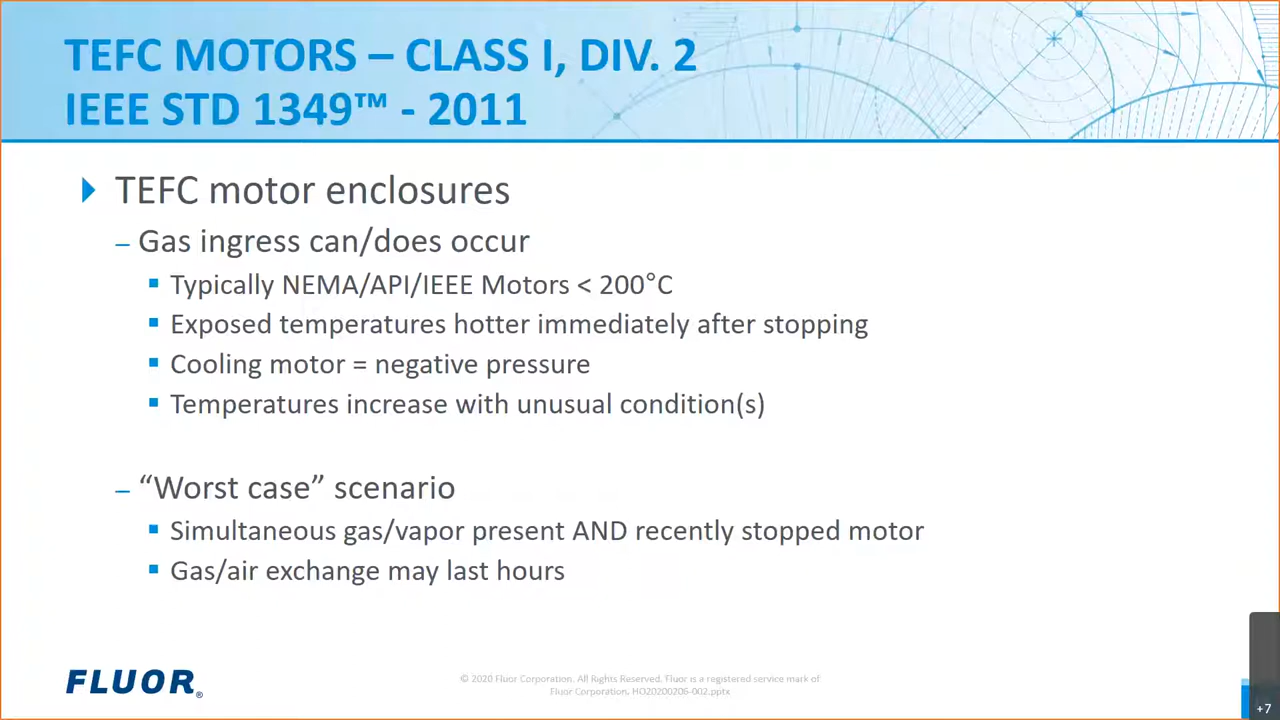 TEFC MOTORS – CLASS I, DIV. 2
IEEE STD 1349™ - 2011
TEFC motor enclosures
– Gas ingress can/does occur
Typically NEMA/API/IEEE Motors < 200°C
Exposed temperatures hotter immediately after stopping
Cooling motor = negative pressure
Temperatures increase with unusual condition(s)
– “Worst case” scenario
Simultaneous gas/vapor present AND recently stopped motor
Gas/air exchange may last hours
FLUOR®
© 2020 Fluor Corporation. All Rights Reserved. Fluor is a registered service mark of
Fluor Corporation. HO20200206-002.pptx
+7